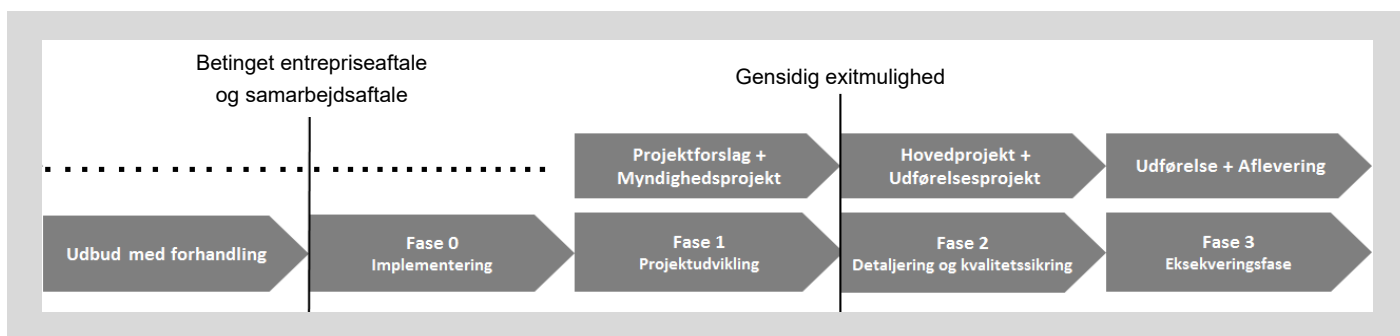 Betinget entrepriseaftale
og samarbejdsaftale
Gensidig exitmulighed
Projektforslag +
Myndighedsprojekt
Hovedprojekt +
Udførelsesprojekt
Udførelse + Aflevering
Udbud med forhandling
Fase 0
Implementering
Fase 1
Projektudvikling
Fase 2
Detaljering og kvalitetssikring
Fase 3
Eksekveringsfase